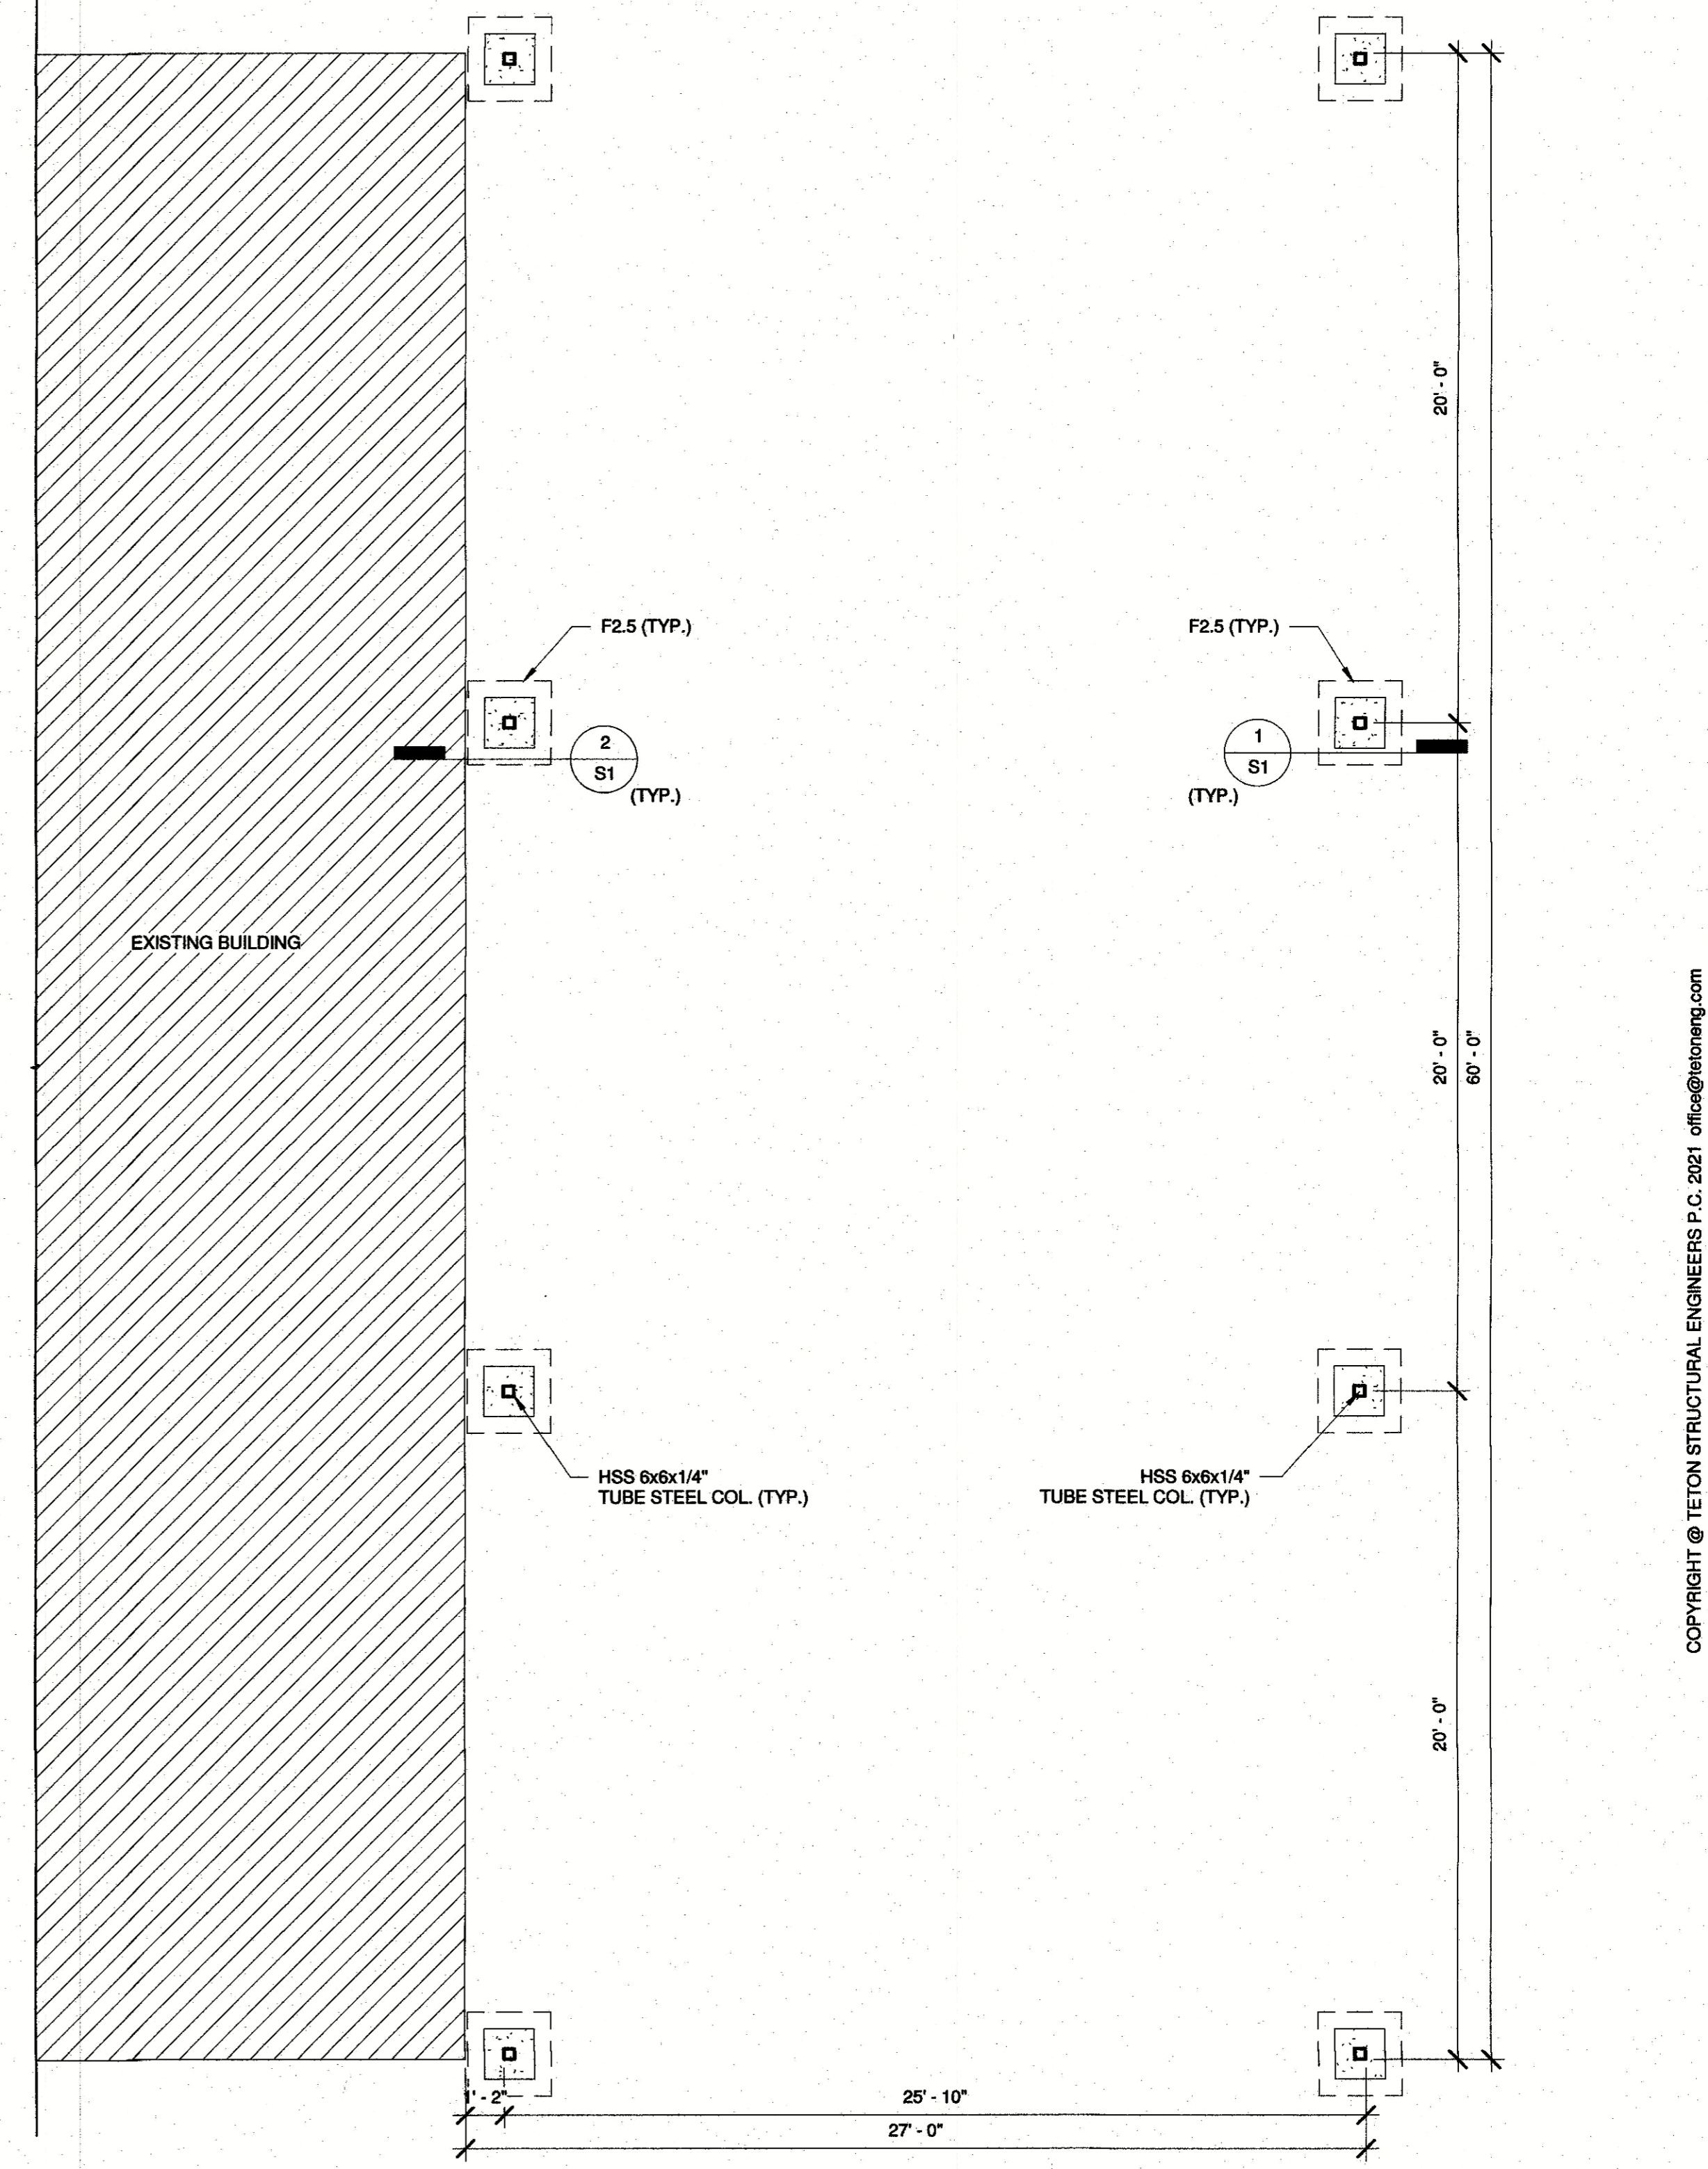 20' - 0"
F2.5 (TYP.)
F2.5 (TYP.)
2
S1
(TYP.)
1
S1
(TYP.)
EXISTING BUILDING
20' - 0"
60' - 0"
COPYRIGHT @ TETON STRUCTURAL ENGINEERS P.C. 2021 office@tetoneng.com
HSS 6x6x1/4"
TUBE STEEL COL. (TYP.)
HSS 6x6x1/4"
TUBE STEEL COL. (TYP.)
20' - 0"
1' - 2"
25' - 10"
27' - 0"